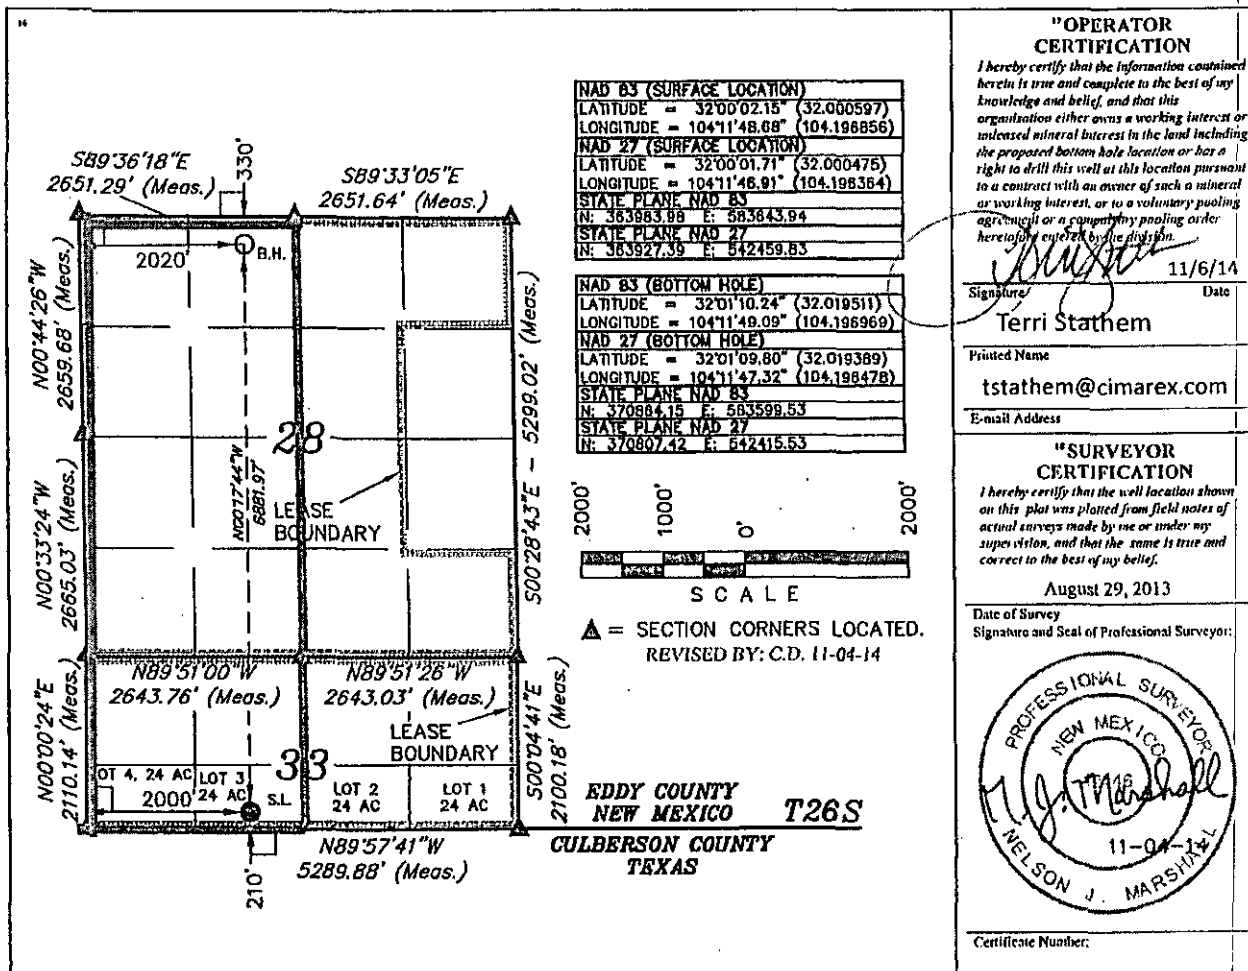 16
S89°36'18"E
2651.29' (Meas.)
330'
S89°33'05"E
2651.64' (Meas.)
2020'
B.H.
N00°44'26"W
2659.68' (Meas.)
N00°33'24"W
2665.03' (Meas.)
N00°00'24"E
2110.14' (Meas.)
28
N00°17'44"W
6881.97'
LEASE
BOUNDARY
S00°28'43"E - 5299.02' (Meas.)
N89°51'00"W
2643.76' (Meas.)
N89°51'26"W
2643.03' (Meas.)
LEASE
BOUNDARY
S00°04'41"E
2100.18' (Meas.)
33
OT 4, 24 AC
LOT 3
24 AC
2000'
S.L.
LOT 2
24 AC
LOT 1
24 AC
N89°57'41"W
5289.88' (Meas.)
210'
EDDY COUNTY
NEW MEXICO
T26S
CULBERSON COUNTY
TEXAS
NAD 83 (SURFACE LOCATION)
LATITUDE = 32°00'02.15" (32.000597)
LONGITUDE = 104°11'48.68" (104.196856)
NAD 27 (SURFACE LOCATION)
LATITUDE = 32°00'01.71" (32.000475)
LONGITUDE = 104°11'46.91" (104.196364)
STATE PLANE NAD 83
N: 363983.98 E: 583643.94
STATE PLANE NAD 27
N: 363927.39 E: 542459.83
NAD 83 (BOTTOM HOLE)
LATITUDE = 32°01'10.24" (32.019511)
LONGITUDE = 104°11'49.09" (104.196969)
NAD 27 (BOTTOM HOLE)
LATITUDE = 32°01'09.80" (32.019389)
LONGITUDE = 104°11'47.32" (104.196478)
STATE PLANE NAD 83
N: 370864.15 E: 583599.53
STATE PLANE NAD 27
N: 370807.42 E: 542415.53
2000'
1000'
0'
2000'
SCALE
= SECTION CORNERS LOCATED.
REVISED BY: C.D. 11-04-14
"OPERATOR
CERTIFICATION
I hereby certify that the information contained
herein is true and complete to the best of my
knowledge and belief, and that this
organization either owns a working interest or
unleased mineral interest in the land including
the proposed bottom hole location or has a
right to drill this well at this location pursuant
to a contract with an owner of such a mineral
or working interest, or to a voluntary pooling
agreement or a compulsory pooling order
heretofore entered by the division.
11/6/14
Signature
Date
Terri Stathem
Printed Name
tstathem@cimarex.com
E-mail Address
"SURVEYOR
CERTIFICATION
I hereby certify that the well location shown
on this plat was plotted from field notes of
actual surveys made by me or under my
supervision, and that the same is true and
correct to the best of my belief.
August 29, 2013
Date of Survey
Signature and Seal of Professional Surveyor:
PROFESSIONAL SURVEYOR
NEW MEXICO
N. J. Marshall
11-04-14
NELSON J. MARSHALL
Certificate Number: